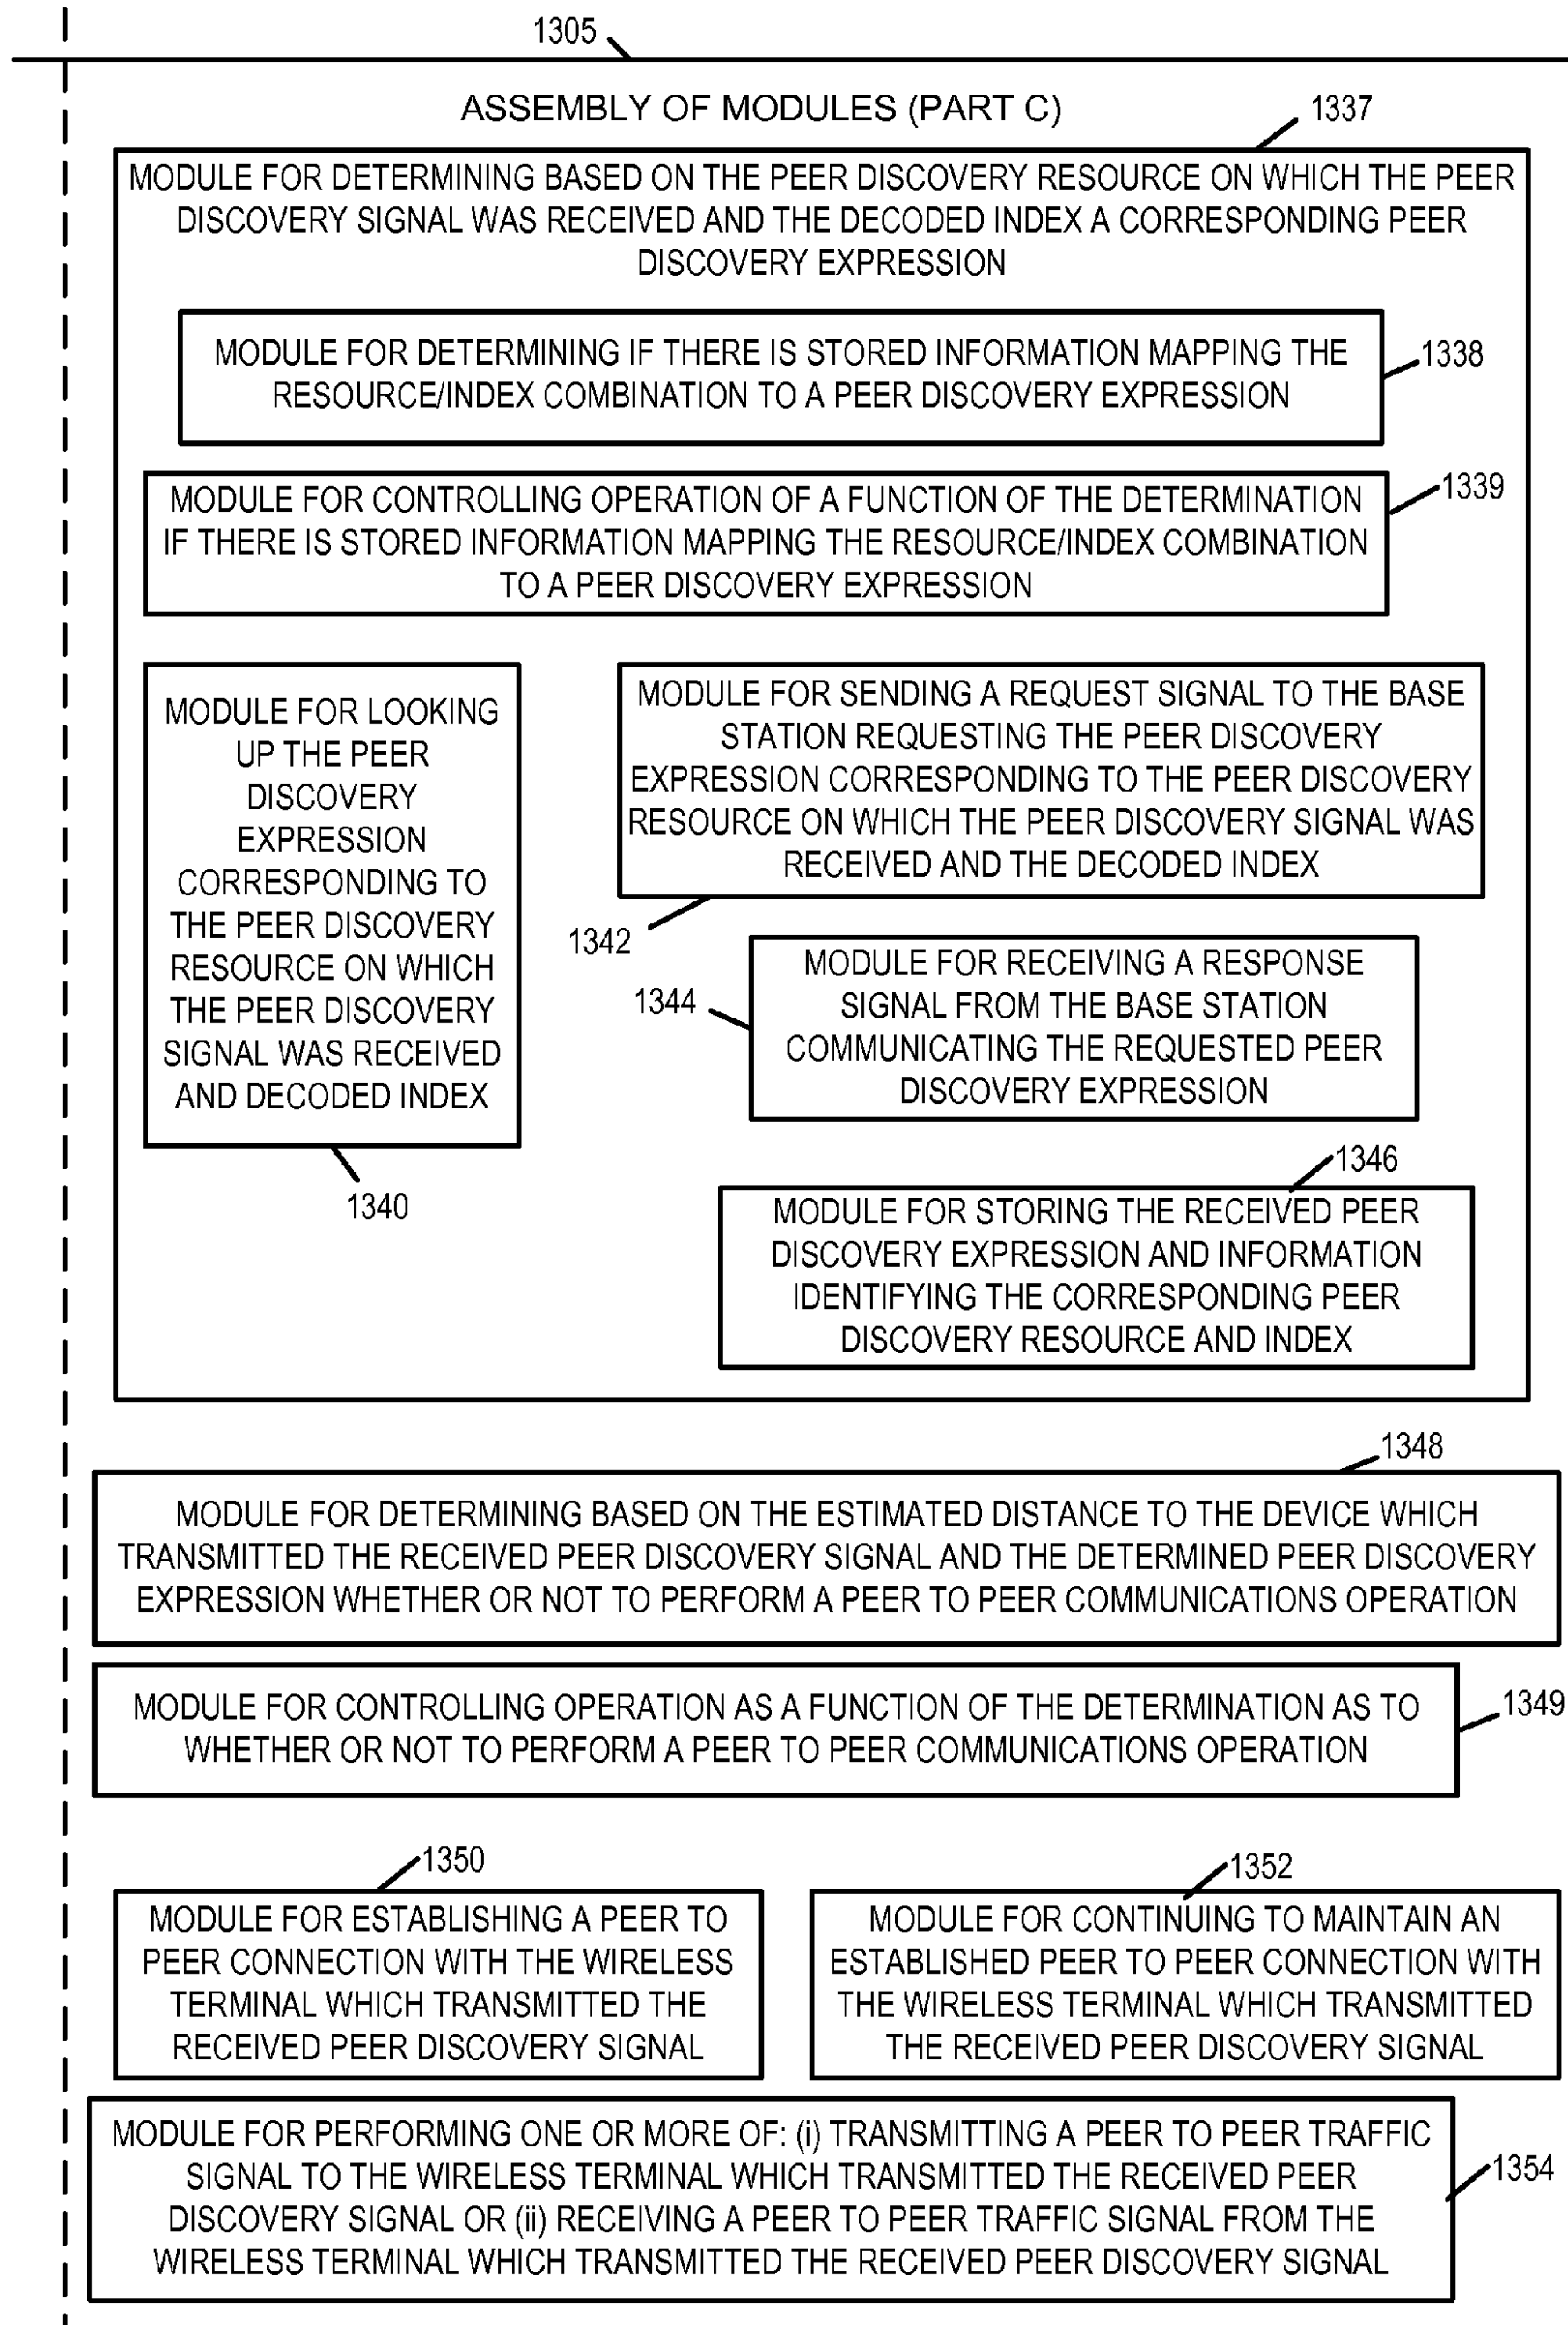 1305
ASSEMBLY OF MODULES (PART C)
1337
MODULE FOR DETERMINING BASED ON THE PEER DISCOVERY RESOURCE ON WHICH THE PEER
DISCOVERY SIGNAL WAS RECEIVED AND THE DECODED INDEX A CORRESPONDING PEER
DISCOVERY EXPRESSION
MODULE FOR DETERMINING IF THERE IS STORED INFORMATION MAPPING THE
RESOURCE/INDEX COMBINATION TO A PEER DISCOVERY EXPRESSION
1338
MODULE FOR CONTROLLING OPERATION OF A FUNCTION OF THE DETERMINATION
IF THERE IS STORED INFORMATION MAPPING THE RESOURCE/INDEX COMBINATION
TO A PEER DISCOVERY EXPRESSION
1339
MODULE FOR LOOKING
UP THE PEER
DISCOVERY
EXPRESSION
CORRESPONDING TO
THE PEER DISCOVERY
RESOURCE ON WHICH
THE PEER DISCOVERY
SIGNAL WAS RECEIVED
AND DECODED INDEX
1340
MODULE FOR SENDING A REQUEST SIGNAL TO THE BASE
STATION REQUESTING THE PEER DISCOVERY
EXPRESSION CORRESPONDING TO THE PEER DISCOVERY
RESOURCE ON WHICH THE PEER DISCOVERY SIGNAL WAS
RECEIVED AND THE DECODED INDEX
1342
MODULE FOR RECEIVING A RESPONSE
SIGNAL FROM THE BASE STATION
COMMUNICATING THE REQUESTED PEER
DISCOVERY EXPRESSION
1344
1346
MODULE FOR STORING THE RECEIVED PEER
DISCOVERY EXPRESSION AND INFORMATION
IDENTIFYING THE CORRESPONDING PEER
DISCOVERY RESOURCE AND INDEX
1348
MODULE FOR DETERMINING BASED ON THE ESTIMATED DISTANCE TO THE DEVICE WHICH
TRANSMITTED THE RECEIVED PEER DISCOVERY SIGNAL AND THE DETERMINED PEER DISCOVERY
EXPRESSION WHETHER OR NOT TO PERFORM A PEER TO PEER COMMUNICATIONS OPERATION
MODULE FOR CONTROLLING OPERATION AS A FUNCTION OF THE DETERMINATION AS TO
WHETHER OR NOT TO PERFORM A PEER TO PEER COMMUNICATIONS OPERATION
1349
1350
MODULE FOR ESTABLISHING A PEER TO
PEER CONNECTION WITH THE WIRELESS
TERMINAL WHICH TRANSMITTED THE
RECEIVED PEER DISCOVERY SIGNAL
1352
MODULE FOR CONTINUING TO MAINTAIN AN
ESTABLISHED PEER TO PEER CONNECTION WITH
THE WIRELESS TERMINAL WHICH TRANSMITTED
THE RECEIVED PEER DISCOVERY SIGNAL
MODULE FOR PERFORMING ONE OR MORE OF: (i) TRANSMITTING A PEER TO PEER TRAFFIC
SIGNAL TO THE WIRELESS TERMINAL WHICH TRANSMITTED THE RECEIVED PEER
DISCOVERY SIGNAL OR (ii) RECEIVING A PEER TO PEER TRAFFIC SIGNAL FROM THE
WIRELESS TERMINAL WHICH TRANSMITTED THE RECEIVED PEER DISCOVERY SIGNAL
1354